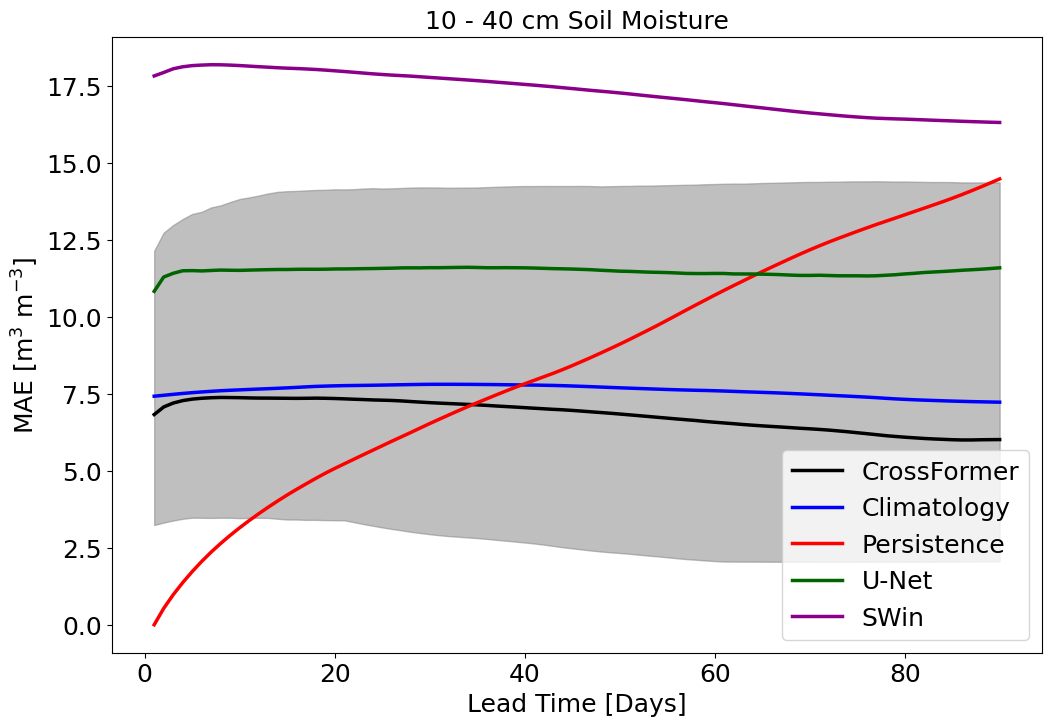 10 - 40 cm Soil Moisture
MAE [m³ m⁻³]
17.5
15.0
12.5
10.0
7.5
5.0
2.5
0.0
0 20 40 60 80
Lead Time [Days]
CrossFormer
Climatology
Persistence
U-Net
SWin